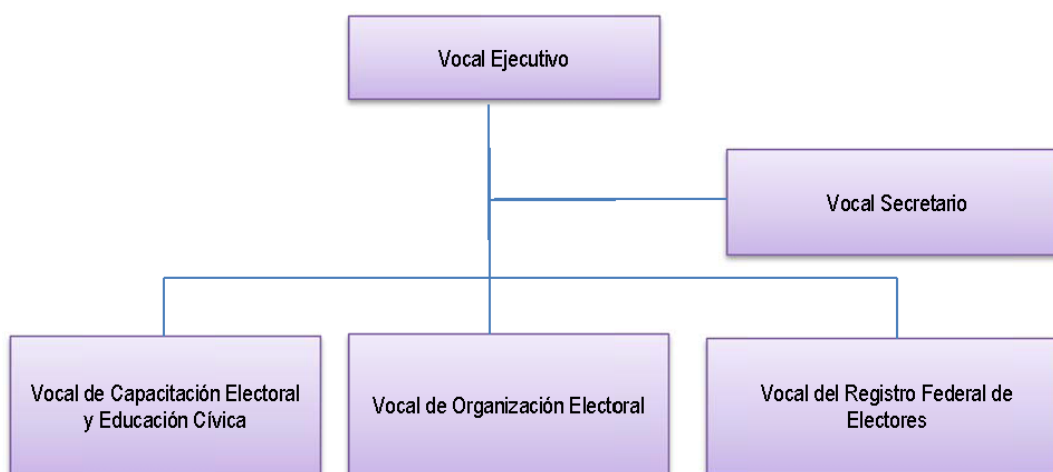 Vocal Ejecutivo
Vocal Secretario
Vocal de Capacitación Electoral
y Educación Cívica
Vocal de Organización Electoral
Vocal del Registro Federal de
Electores